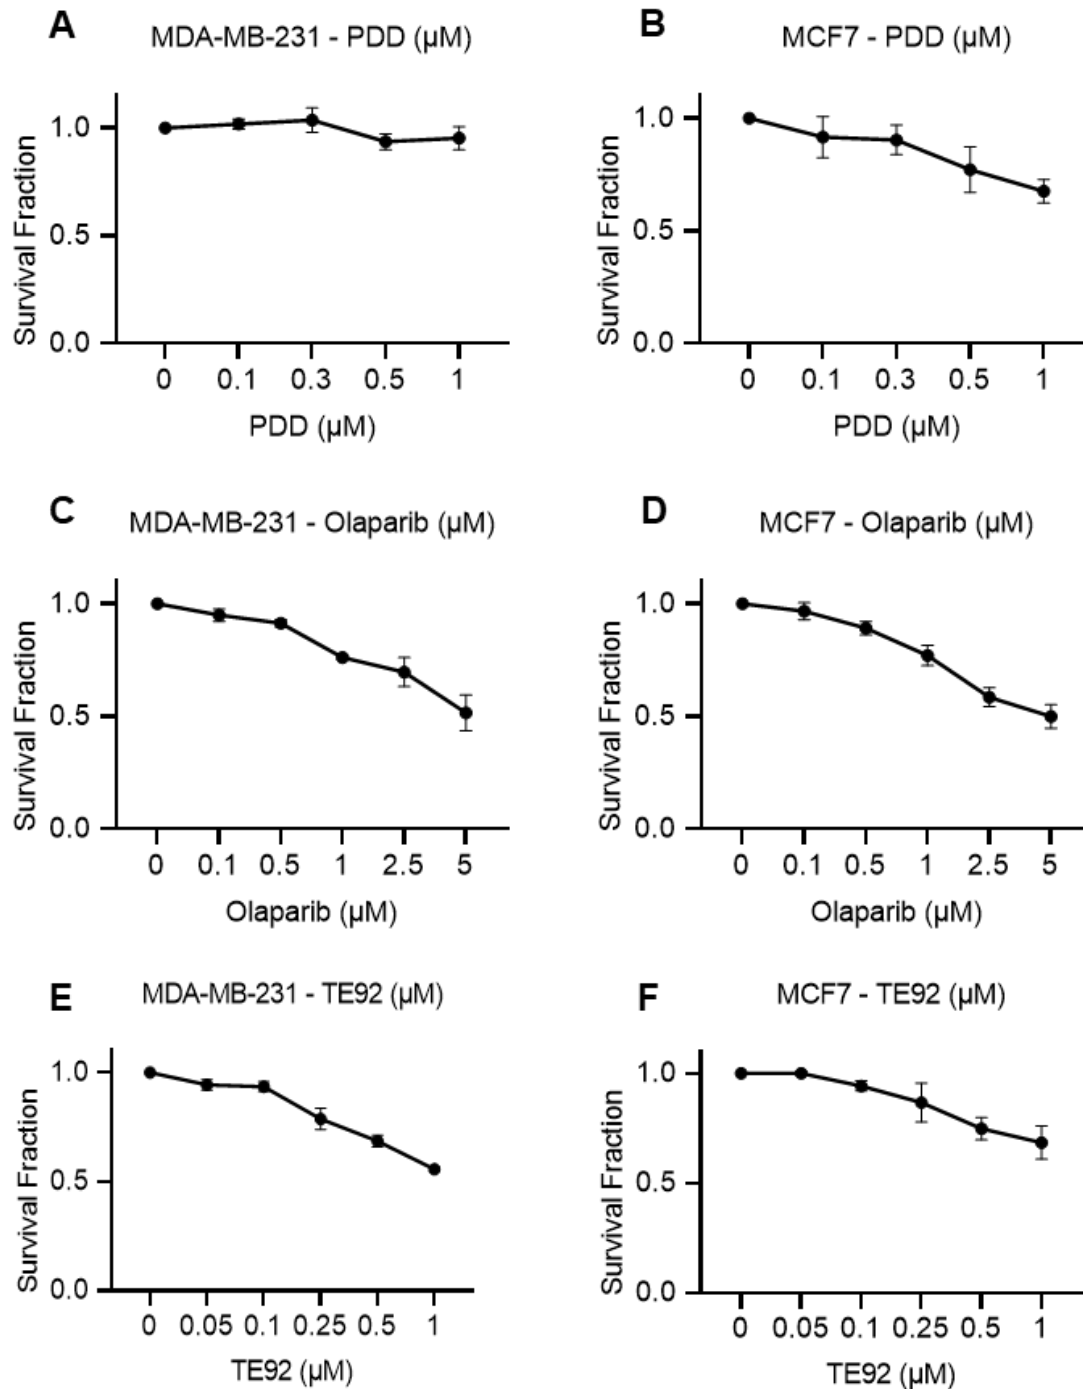 A
MDA-MB-231 - PDD (µM)
Survival Fraction
1.0
0.5
0.0
0 0.1 0.3 0.5 1
PDD (µM)
B
MCF7 - PDD (µM)
Survival Fraction
1.0
0.5
0.0
0 0.1 0.3 0.5 1
PDD (µM)
C
MDA-MB-231 - Olaparib (µM)
Survival Fraction
1.0
0.5
0.0
0 0.1 0.5 1 2.5 5
Olaparib (µM)
D
MCF7 - Olaparib (µM)
Survival Fraction
1.0
0.5
0.0
0 0.1 0.5 1 2.5 5
Olaparib (µM)
E
MDA-MB-231 - TE92 (µM)
Survival Fraction
1.0
0.5
0.0
0 0.05 0.1 0.25 0.5 1
TE92 (µM)
F
MCF7 - TE92 (µM)
Survival Fraction
1.0
0.5
0.0
0 0.05 0.1 0.25 0.5 1
TE92 (µM)